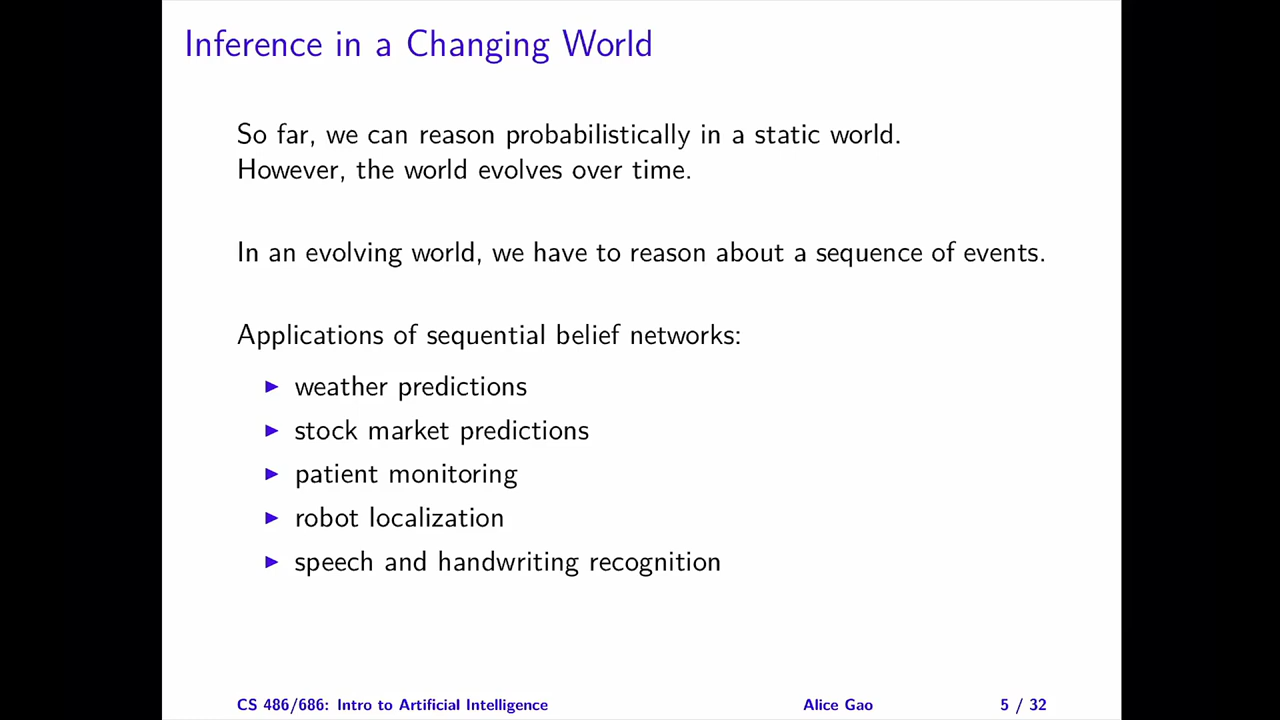 Inference in a Changing World
So far, we can reason probabilistically in a static world.
However, the world evolves over time.
In an evolving world, we have to reason about a sequence of events.
Applications of sequential belief networks:
▶ weather predictions
▶ stock market predictions
▶ patient monitoring
▶ robot localization
▶ speech and handwriting recognition
CS 486/686: Intro to Artificial Intelligence Alice Gao 5 / 32